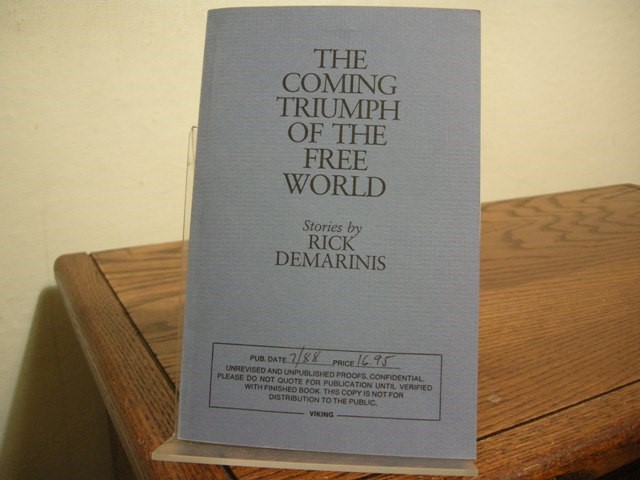 THE
COMING
TRIUMPH
OF THE
FREE
WORLD
Stories by
RICK
DEMARINIS
PUB. DATE 7/88 PRICE 16.95
UNREVISED AND UNPUBLISHED PROOFS. CONFIDENTIAL.
PLEASE DO NOT QUOTE FOR PUBLICATION UNTIL VERIFIED
WITH FINISHED BOOK. THIS COPY IS NOT FOR
DISTRIBUTION TO THE PUBLIC.
VIKING